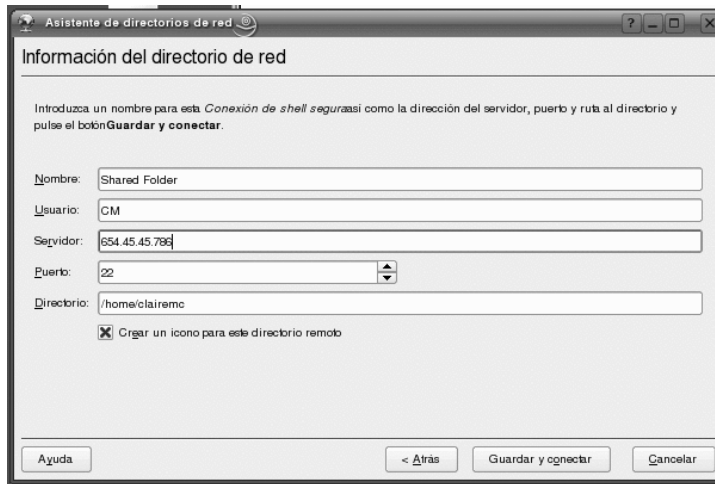 Asistente de directorios de red
Información del directorio de red
Introduzca un nombre para esta Conexión de shell seguraasi como la dirección del servidor, puerto y ruta al directorio y
pulse el botónGuardar y conectar.
Nombre: Shared Folder
Usuario: CM
Servidor: 654.45.45.786
Puerto: 22
Directorio: /home/clairemc
Crear un icono para este directorio remoto
Ayuda < Atrás Guardar y conectar Cancelar